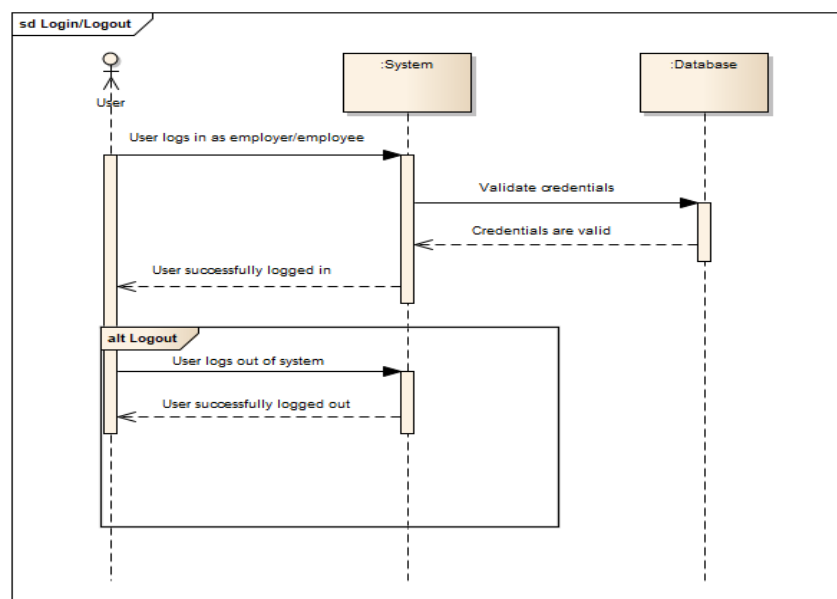 sd Login/Logout
:System
:Database
User
User logs in as employer/employee
Validate credentials
Credentials are valid
User successfully logged in
alt Logout
User logs out of system
User successfully logged out